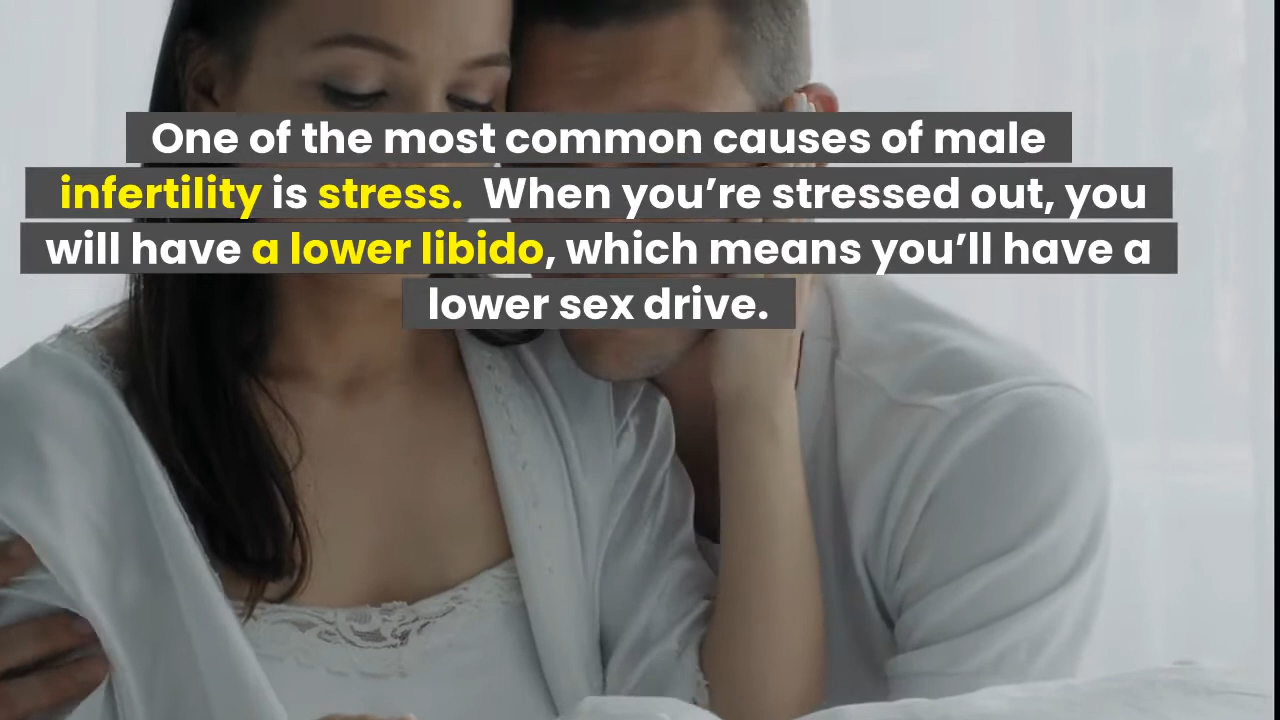 One of the most common causes of male
infertility is stress.  When you’re stressed out, you
will have a lower libido, which means you’ll have a
lower sex drive.